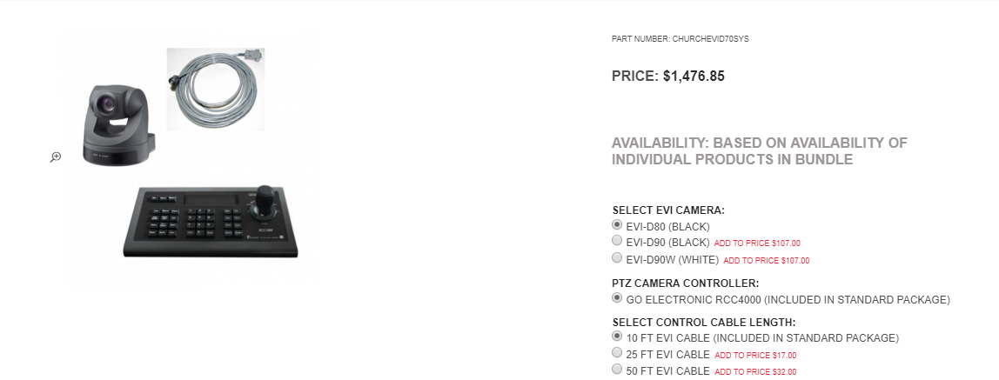 PART NUMBER: CHURCHEVID70SYS
PRICE: $1,476.85
AVAILABILITY: BASED ON AVAILABILITY OF
INDIVIDUAL PRODUCTS IN BUNDLE
SELECT EVI CAMERA:
EVI-D80 (BLACK)
EVI-D90 (BLACK) ADD TO PRICE $107.00
EVI-D90W (WHITE) ADD TO PRICE $107.00
PTZ CAMERA CONTROLLER:
GO ELECTRONIC RCC4000 (INCLUDED IN STANDARD PACKAGE)
SELECT CONTROL CABLE LENGTH:
10 FT EVI CABLE (INCLUDED IN STANDARD PACKAGE)
25 FT EVI CABLE ADD TO PRICE $17.00
50 FT EVI CABLE ADD TO PRICE $32.00